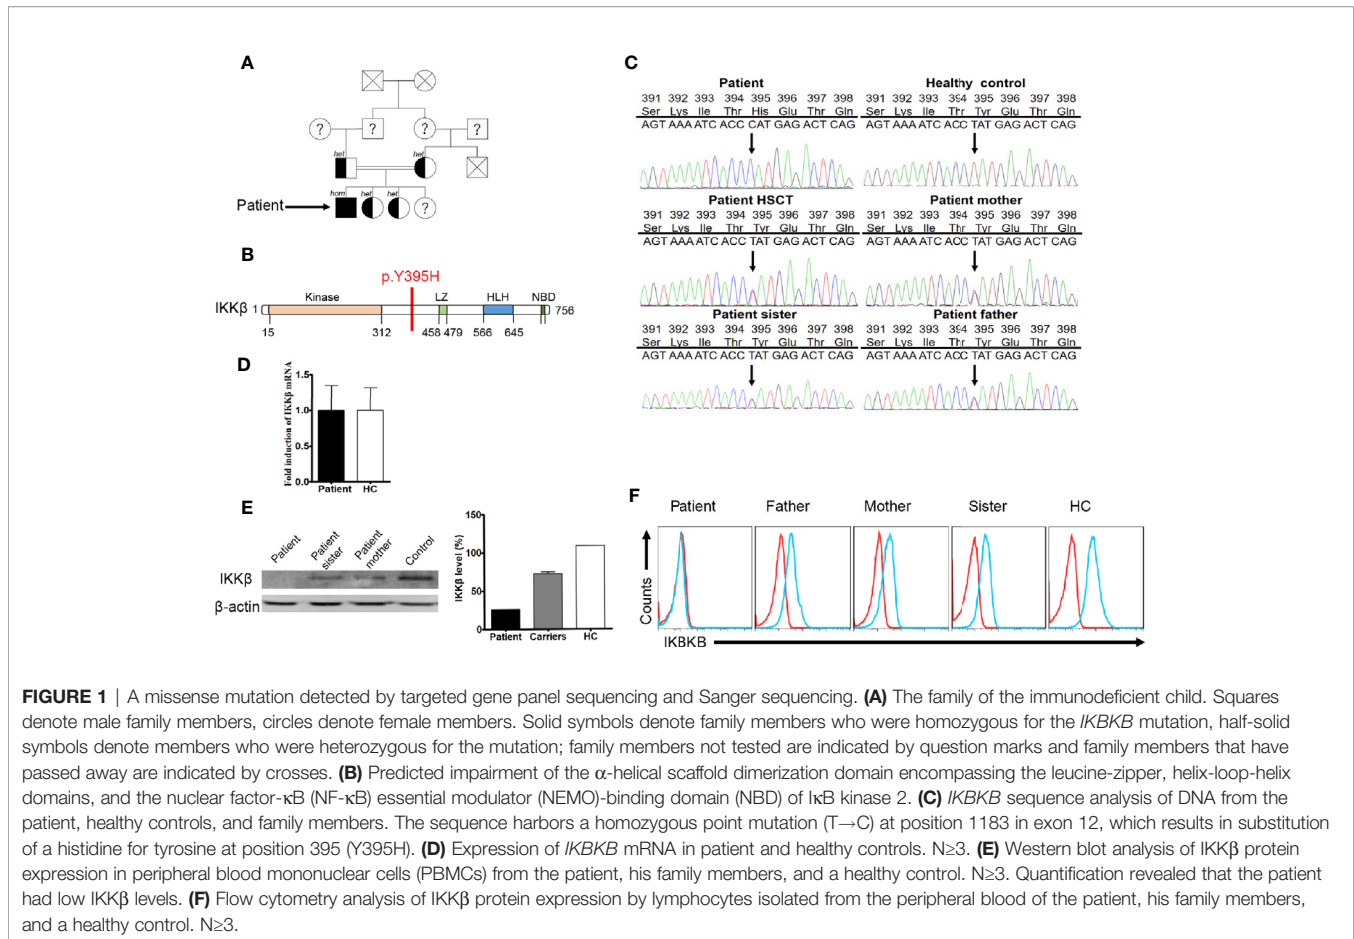 A
? ? ? ?
het het
hom het het
?
Patient
B
p.Y395H
Kinase LZ HLH NBD
IKKβ 1 756
15 312 458 479 566 645
C
Patient
391 392 393 394 395 396 397 398
Ser Lys Ile Thr His Glu Thr Gln
AGT AAA ATC ACC CAT GAG ACT CAG
Healthy control
391 392 393 394 395 396 397 398
Ser Lys Ile Thr Tyr Glu Thr Gln
AGT AAA ATC ACC TAT GAG ACT CAG
Patient HSCT
391 392 393 394 395 396 397 398
Ser Lys Ile Thr Tyr Glu Thr Gln
AGT AAA ATC ACC TAT GAG ACT CAG
Patient mother
391 392 393 394 395 396 397 398
Ser Lys Ile Thr Tyr Glu Thr Gln
AGT AAA ATC ACC TAT GAG ACT CAG
Patient sister
391 392 393 394 395 396 397 398
Ser Lys Ile Thr Tyr Glu Thr Gln
AGT AAA ATC ACC TAT GAG ACT CAG
Patient father
391 392 393 394 395 396 397 398
Ser Lys Ile Thr Tyr Glu Thr Gln
AGT AAA ATC ACC TAT GAG ACT CAG
D
Fold induction of IKKβ mRNA
1.5
1.0
0.5
0.0
Patient HC
E
Patient
Patient sister
Patient mother
Control
IKKβ
β-actin
IKKβ level (%)
150
100
50
0
Patient Carriers HC
F
Patient Father Mother Sister HC
Counts
IKBKB
FIGURE 1 | A missense mutation detected by targeted gene panel sequencing and Sanger sequencing. (A) The family of the immunodeficient child. Squares
denote male family members, circles denote female members. Solid symbols denote family members who were homozygous for the IKBKB mutation, half-solid
symbols denote members who were heterozygous for the mutation; family members not tested are indicated by question marks and family members that have
passed away are indicated by crosses. (B) Predicted impairment of the α-helical scaffold dimerization domain encompassing the leucine-zipper, helix-loop-helix
domains, and the nuclear factor-κB (NF-κB) essential modulator (NEMO)-binding domain (NBD) of IκB kinase 2. (C) IKBKB sequence analysis of DNA from the
patient, healthy controls, and family members. The sequence harbors a homozygous point mutation (T→C) at position 1183 in exon 12, which results in substitution
of a histidine for tyrosine at position 395 (Y395H). (D) Expression of IKBKB mRNA in patient and healthy controls. N≥3. (E) Western blot analysis of IKKβ protein
expression in peripheral blood mononuclear cells (PBMCs) from the patient, his family members, and a healthy control. N≥3. Quantification revealed that the patient
had low IKKβ levels. (F) Flow cytometry analysis of IKKβ protein expression by lymphocytes isolated from the peripheral blood of the patient, his family members,
and a healthy control. N≥3.